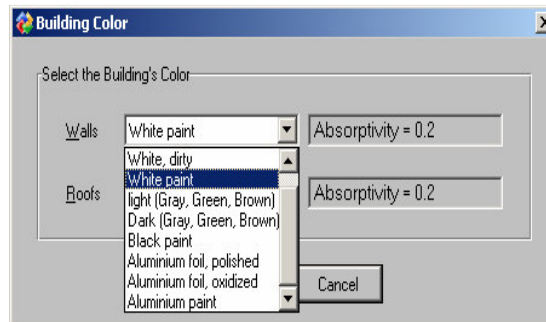 Building Color
Select the Building's Color
Walls White paint Absorptivity = 0.2
White, dirty
White paint
Roofs light (Gray, Green, Brown) Absorptivity = 0.2
Dark (Gray, Green, Brown)
Black paint
Aluminium foil, polished
Aluminium foil, oxidized
Aluminium paint
Cancel